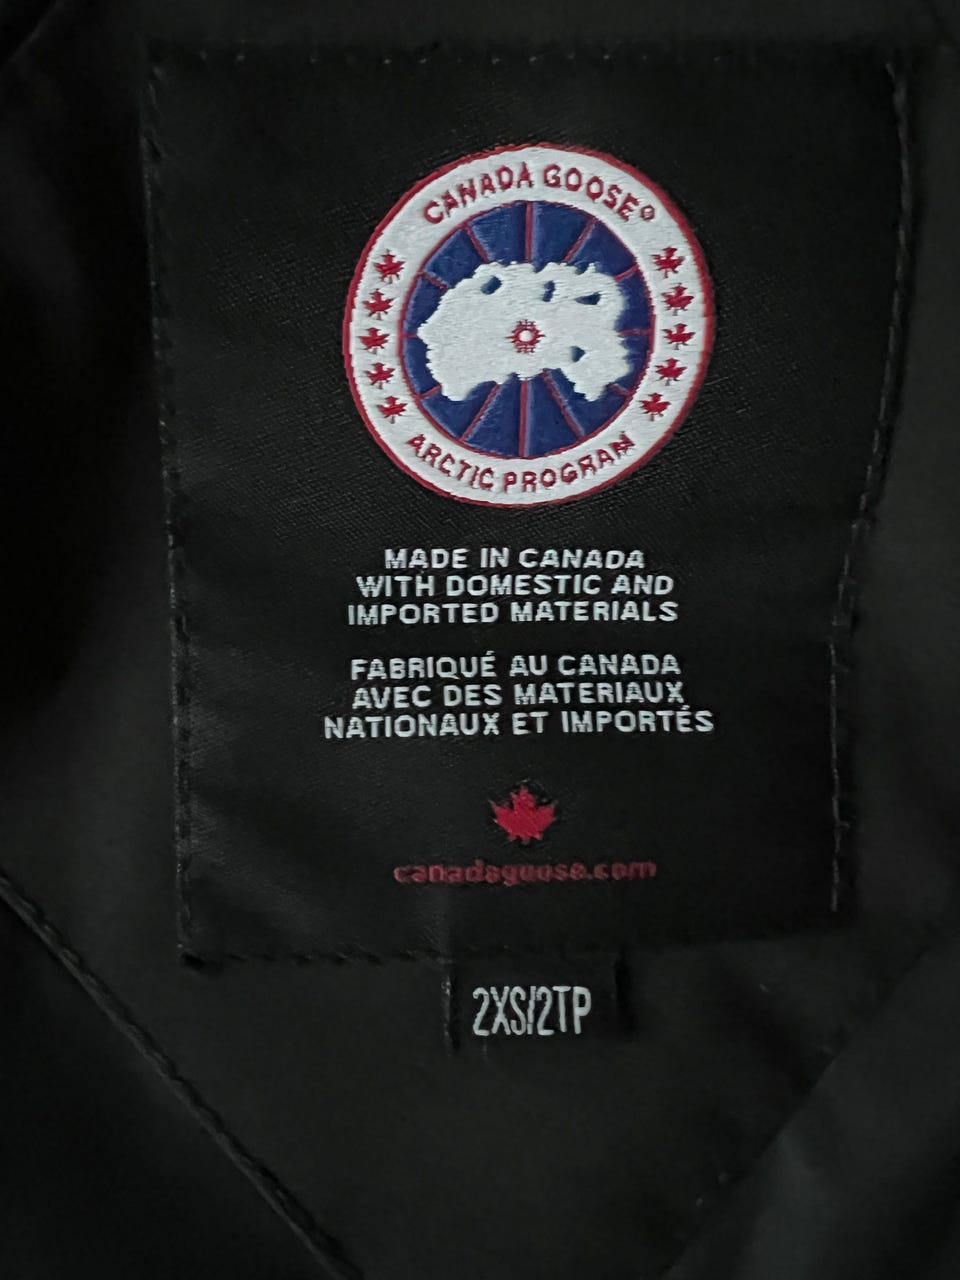 CANADA GOOSE®
ARCTIC PROGRAM
MADE IN CANADA
WITH DOMESTIC AND
IMPORTED MATERIALS
FABRIQUÉ AU CANADA
AVEC DES MATERIAUX
NATIONAUX ET IMPORTÉS
canadagoose.com
2XS/2TP